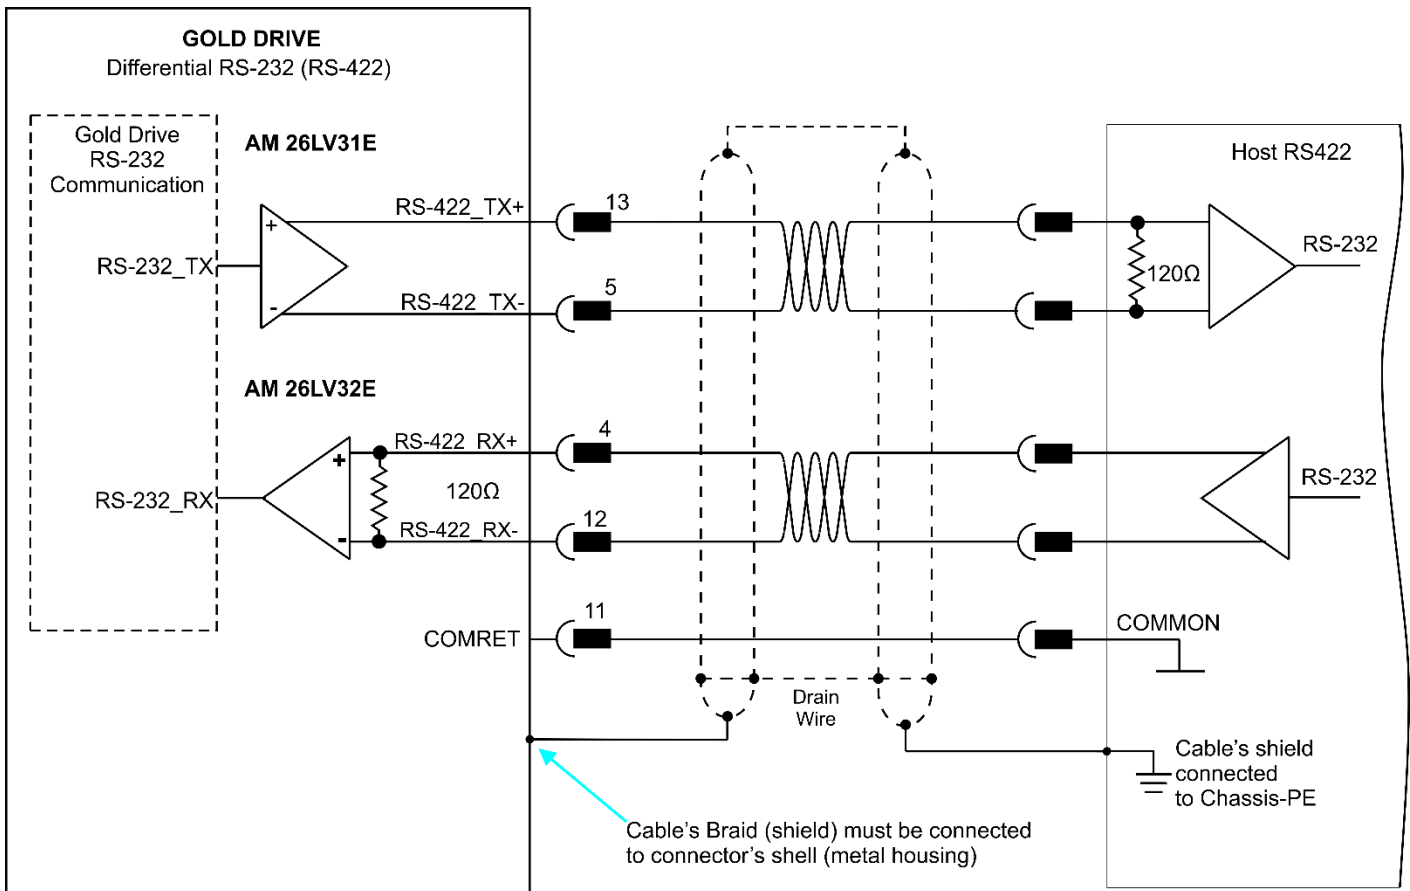 GOLD DRIVE
Differential RS-232 (RS-422)
Gold Drive
RS-232
Communication
AM 26LV31E
Host RS422
RS-422_TX+
13
+
RS-232_TX
RS-232
120Ω
RS-422_TX-
5
-
AM 26LV32E
RS-422_RX+
4
+
RS-232_RX
120Ω
RS-232
RS-422_RX-
12
-
11
COMRET
COMMON
Drain
Wire
Cable's shield
connected
to Chassis-PE
Cable's Braid (shield) must be connected
to connector's shell (metal housing)